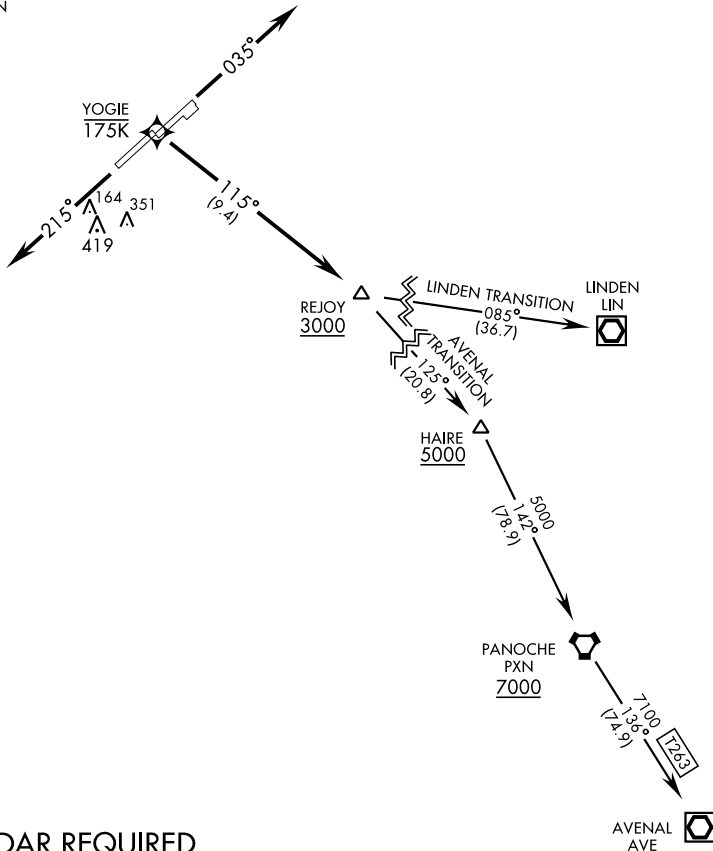 N
035°
YOGIE
175K
215°
164
351
419
115°
(9.4)
REJOY
3000
LINDEN TRANSITION
085°
(36.7)
LINDEN
LIN
AVENAL
TRANSITION
125°
(20.8)
HAIRE
5000
5000
142°
(78.9)
PANOCHE
PXN
7000
7100
136°
(74.9)
T263
AVENAL
AVE
DAR REQUIRED